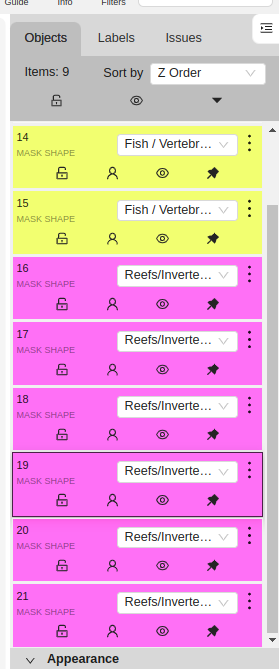 Guide Info Filters
Objects Labels Issues
Items: 9 Sort by Z Order
14 Fish / Vertebr...
MASK SHAPE
15 Fish / Vertebr...
MASK SHAPE
16 Reefs/Inverte...
MASK SHAPE
17 Reefs/Inverte...
MASK SHAPE
18 Reefs/Inverte...
MASK SHAPE
19 Reefs/Inverte...
MASK SHAPE
20 Reefs/Inverte...
MASK SHAPE
21 Reefs/Inverte...
MASK SHAPE
Appearance